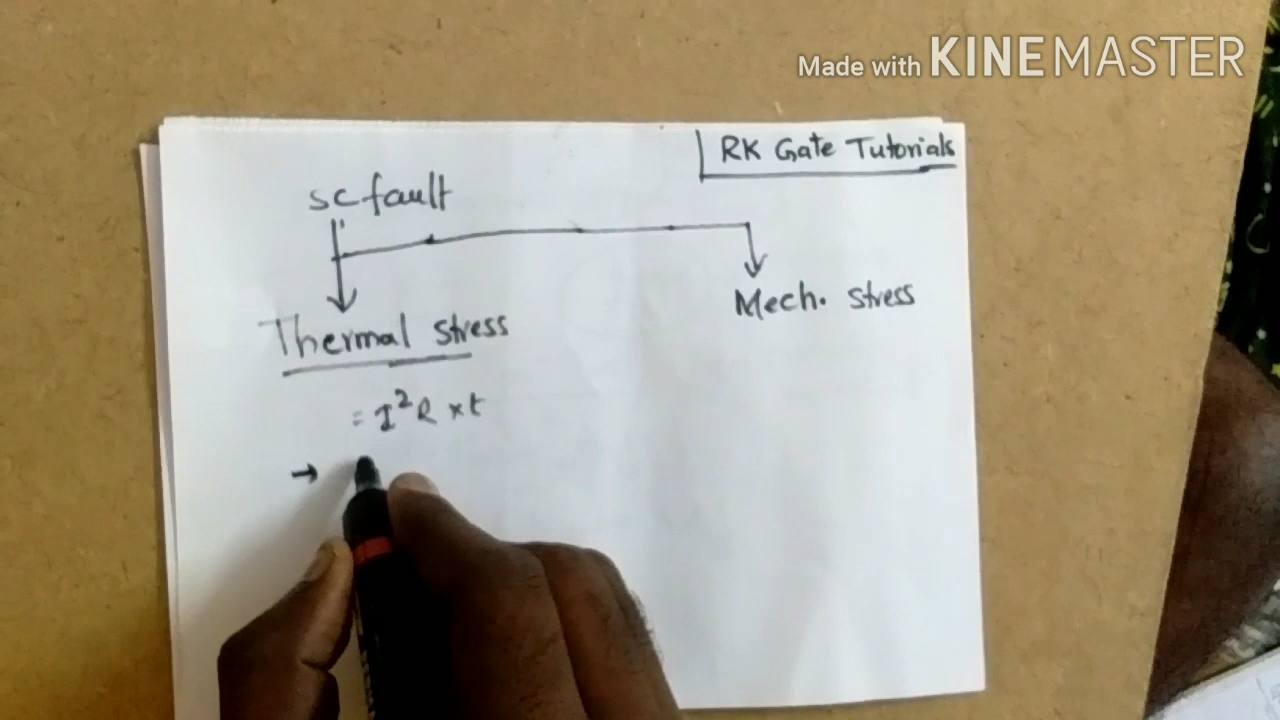 Made with KINEMASTER
RK Gate Tutorials
SC fault
Mech. stress
Thermal stress
= I²R × t
→